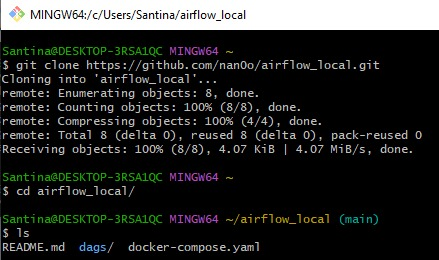 MINGW64:/c/Users/Santina/airflow_local
Santina@DESKTOP-3RSA1QC MINGW64 ~
$ git clone https://github.com/nan0o/airflow_local.git
Cloning into 'airflow_local'...
remote: Enumerating objects: 8, done.
remote: Counting objects: 100% (8/8), done.
remote: Compressing objects: 100% (4/4), done.
remote: Total 8 (delta 0), reused 8 (delta 0), pack-reused 0
Receiving objects: 100% (8/8), 4.07 KiB | 4.07 MiB/s, done.
Santina@DESKTOP-3RSA1QC MINGW64 ~
$ cd airflow_local/
Santina@DESKTOP-3RSA1QC MINGW64 ~/airflow_local (main)
$ ls
README.md dags/ docker-compose.yaml